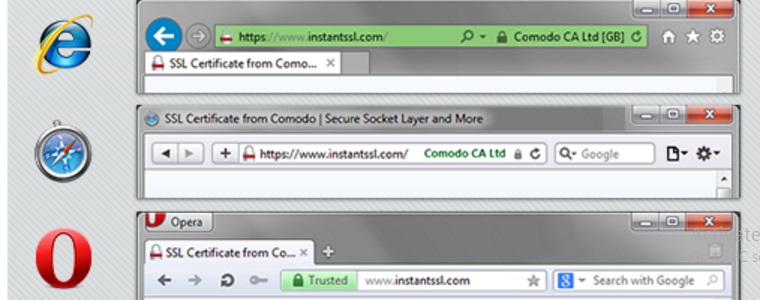 https://www.instantssl.com/
Comodo CA Ltd [GB]
SSL Certificate from Como...
SSL Certificate from Comodo | Secure Socket Layer and More
https://www.instantssl.com/
Comodo CA Ltd
Google
Opera
SSL Certificate from Co...
Trusted
www.instantssl.com
8
Search with Google